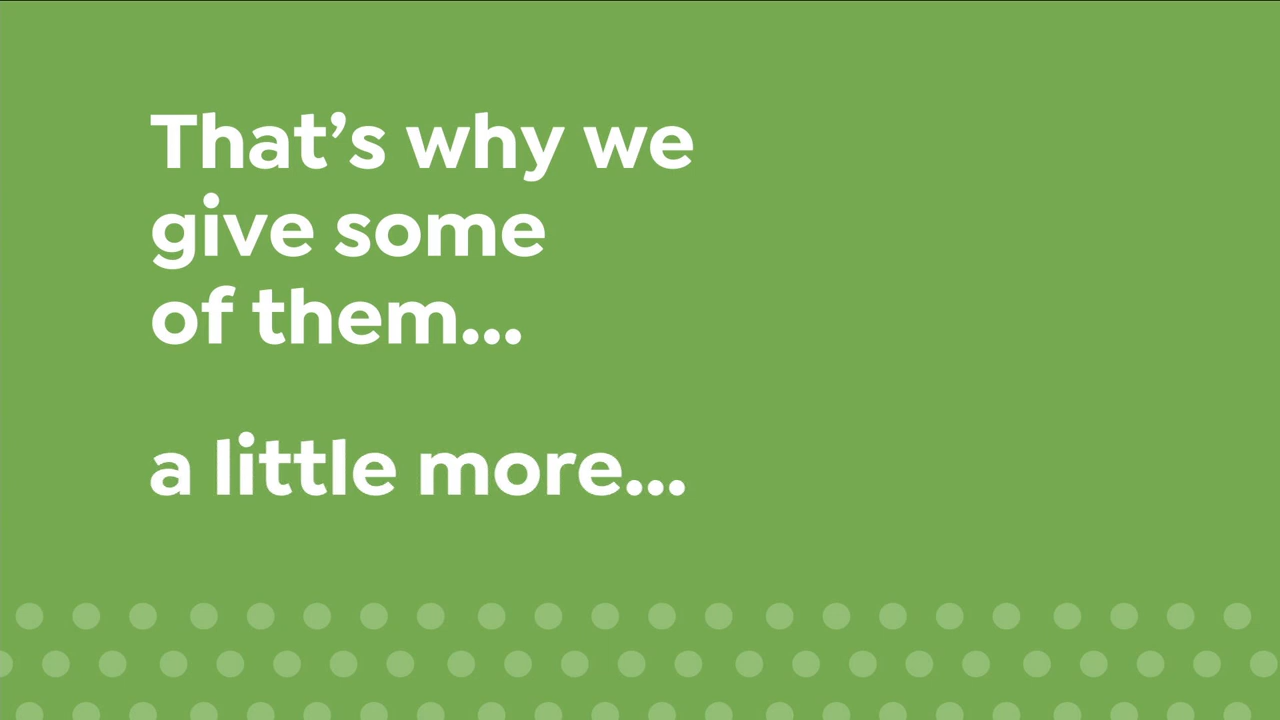 That’s why we
give some
of them...
a little more...